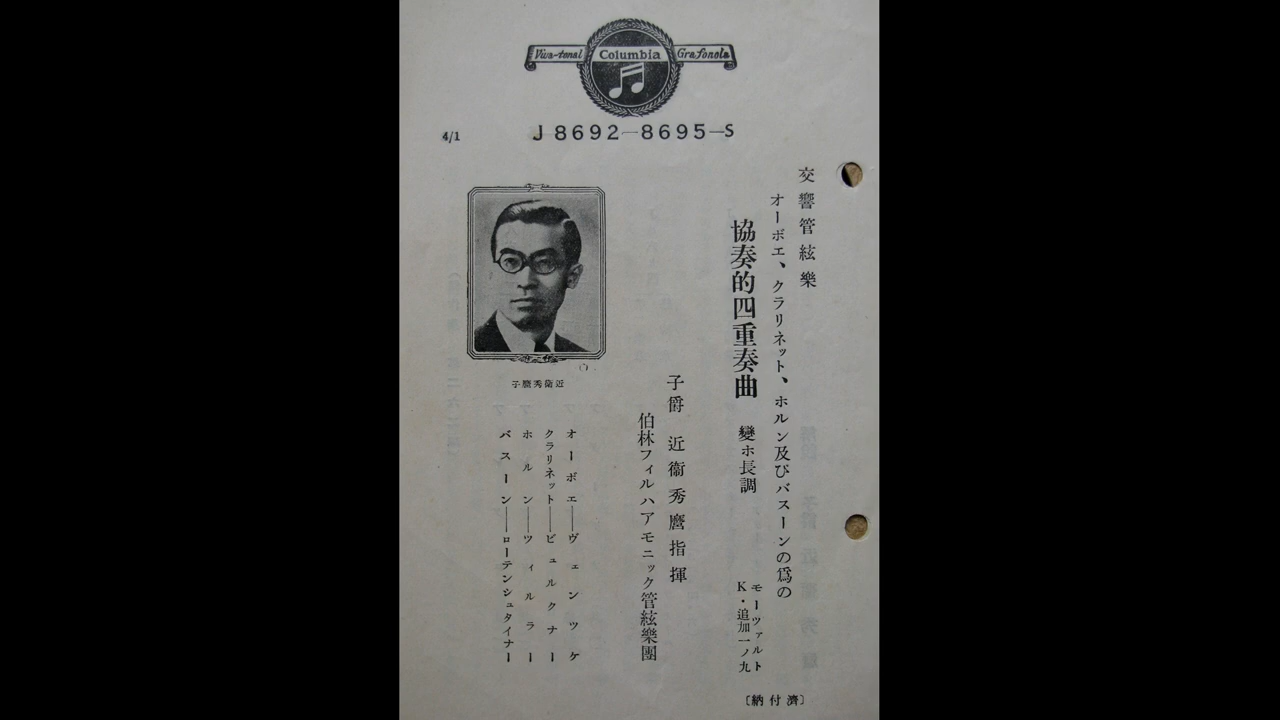 Viva-tonal Columbia Grafonola
J 8692—8695—S
4/1
交響管絃樂
オーボエ、クラリネット、ホルン及びバスーンの爲の
協奏的四重奏曲 變ホ長調
モーツァルト
K・追加一ノ九
〔納付濟〕
子爵 近衞秀麿指揮
伯林フィルハアモニック管絃樂團
子麿秀衞近
オーボエ——ヴェンツケ
クラリネット——ビュルクナー
ホルン——ツィルラー
バスーン——ローテンシュタイナー